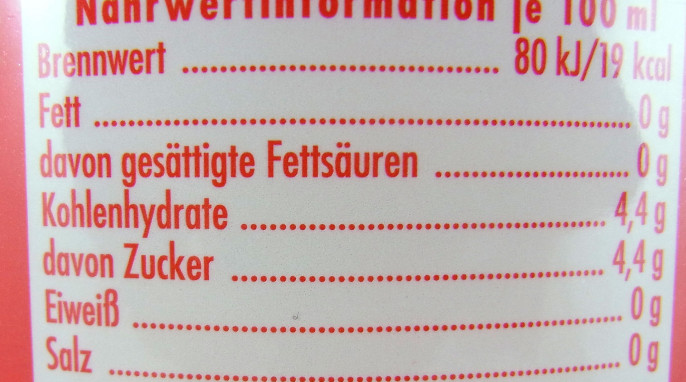 Nährwertinformation je 100 ml
Brennwert ........................................ 80 kJ/19 kcal
Fett .................................................................. 0 g
davon gesättigte Fettsäuren ........................ 0 g
Kohlenhydrate ............................................. 4,4 g
davon Zucker .............................................. 4,4 g
Eiweiß ............................................................ 0 g
Salz ................................................................ 0 g